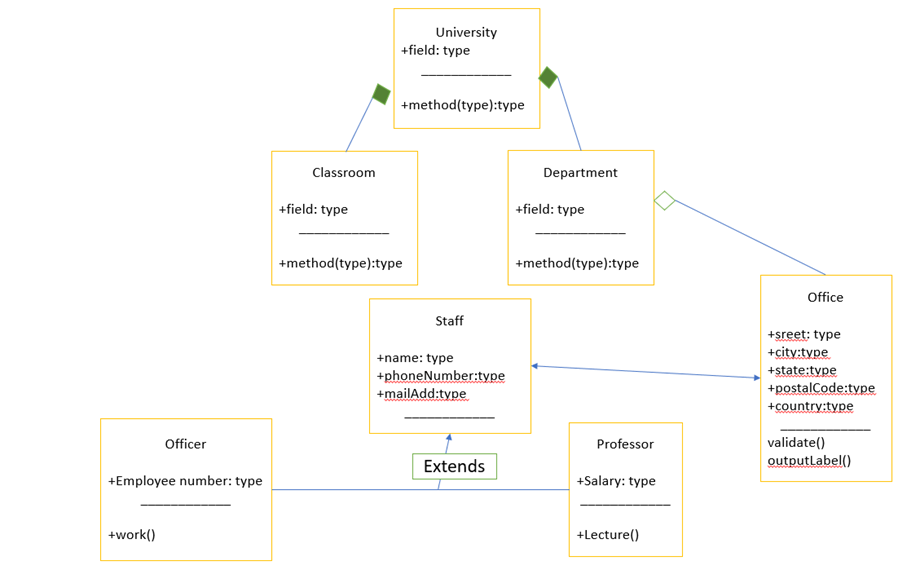 University
+field: type
____________
+method(type):type
Classroom
+field: type
____________
+method(type):type
Department
+field: type
____________
+method(type):type
Office
+sreet: type
+city:type
+state:type
+postalCode:type
+country:type
____________
validate()
outputLabel()
Staff
+name: type
+phoneNumber:type
+mailAdd:type
____________
Extends
Officer
+Employee number: type
____________
+work()
Professor
+Salary: type
____________
+Lecture()